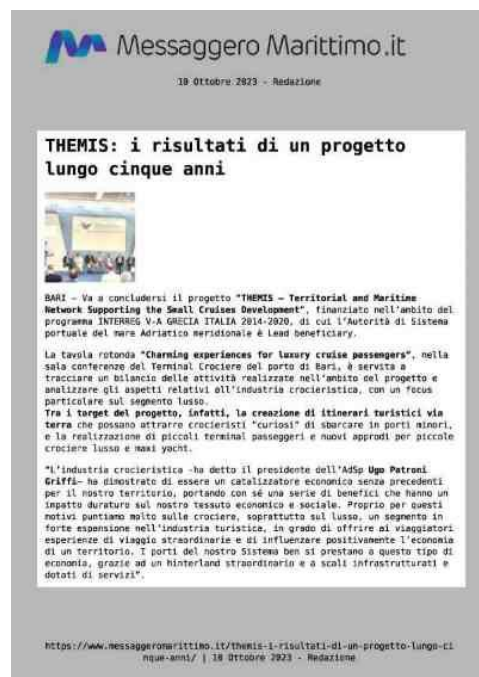 Messaggero Marittimo.it
10 Ottobre 2023 - Redazione
THEMIS: i risultati di un progetto
lungo cinque anni
BARI – Va a concludersi il progetto "THEMIS – Territorial and Maritime
Network Supporting the Small Cruises Development", finanziato nell'ambito del
programma INTERREG V-A GRECIA ITALIA 2014-2020, di cui l'Autorità di Sistema
portuale del mare Adriatico meridionale è Lead beneficiary.
La tavola rotonda "Charming experiences for luxury cruise passengers", nella
sala conferenze del Terminal Crociere del porto di Bari, è servita a
tracciare un bilancio delle attività realizzate nell'ambito del progetto e
analizzare gli aspetti relativi all'industria crocieristica, con un focus
particolare sul segmento lusso.
Tra i target del progetto, infatti, la creazione di itinerari turistici via
terra che possano attrarre crocieristi "curiosi" di sbarcare in porti minori,
e la realizzazione di piccoli terminal passeggeri e nuovi approdi per piccole
crociere lusso e maxi yacht.
"L'industria crocieristica -ha detto il presidente dell'AdSp Ugo Patroni
Griffi– ha dimostrato di essere un catalizzatore economico senza precedenti
per il nostro territorio, portando con sé una serie di benefici che hanno un
impatto duraturo sul nostro tessuto economico e sociale. Proprio per questi
motivi puntiamo molto sulle crociere, soprattutto sul lusso, un segmento in
forte espansione nell'industria turistica, in grado di offrire ai viaggiatori
esperienze di viaggio straordinarie e di influenzare positivamente l'economia
di un territorio. I porti del nostro Sistema ben si prestano a questo tipo di
economia, grazie ad un hinterland straordinario e a scali infrastrutturati e
dotati di servizi".
https://www.messaggeromarittimo.it/themis-i-risultati-di-un-progetto-lungo-ci
nque-anni/ | 10 Ottobre 2023 - Redazione